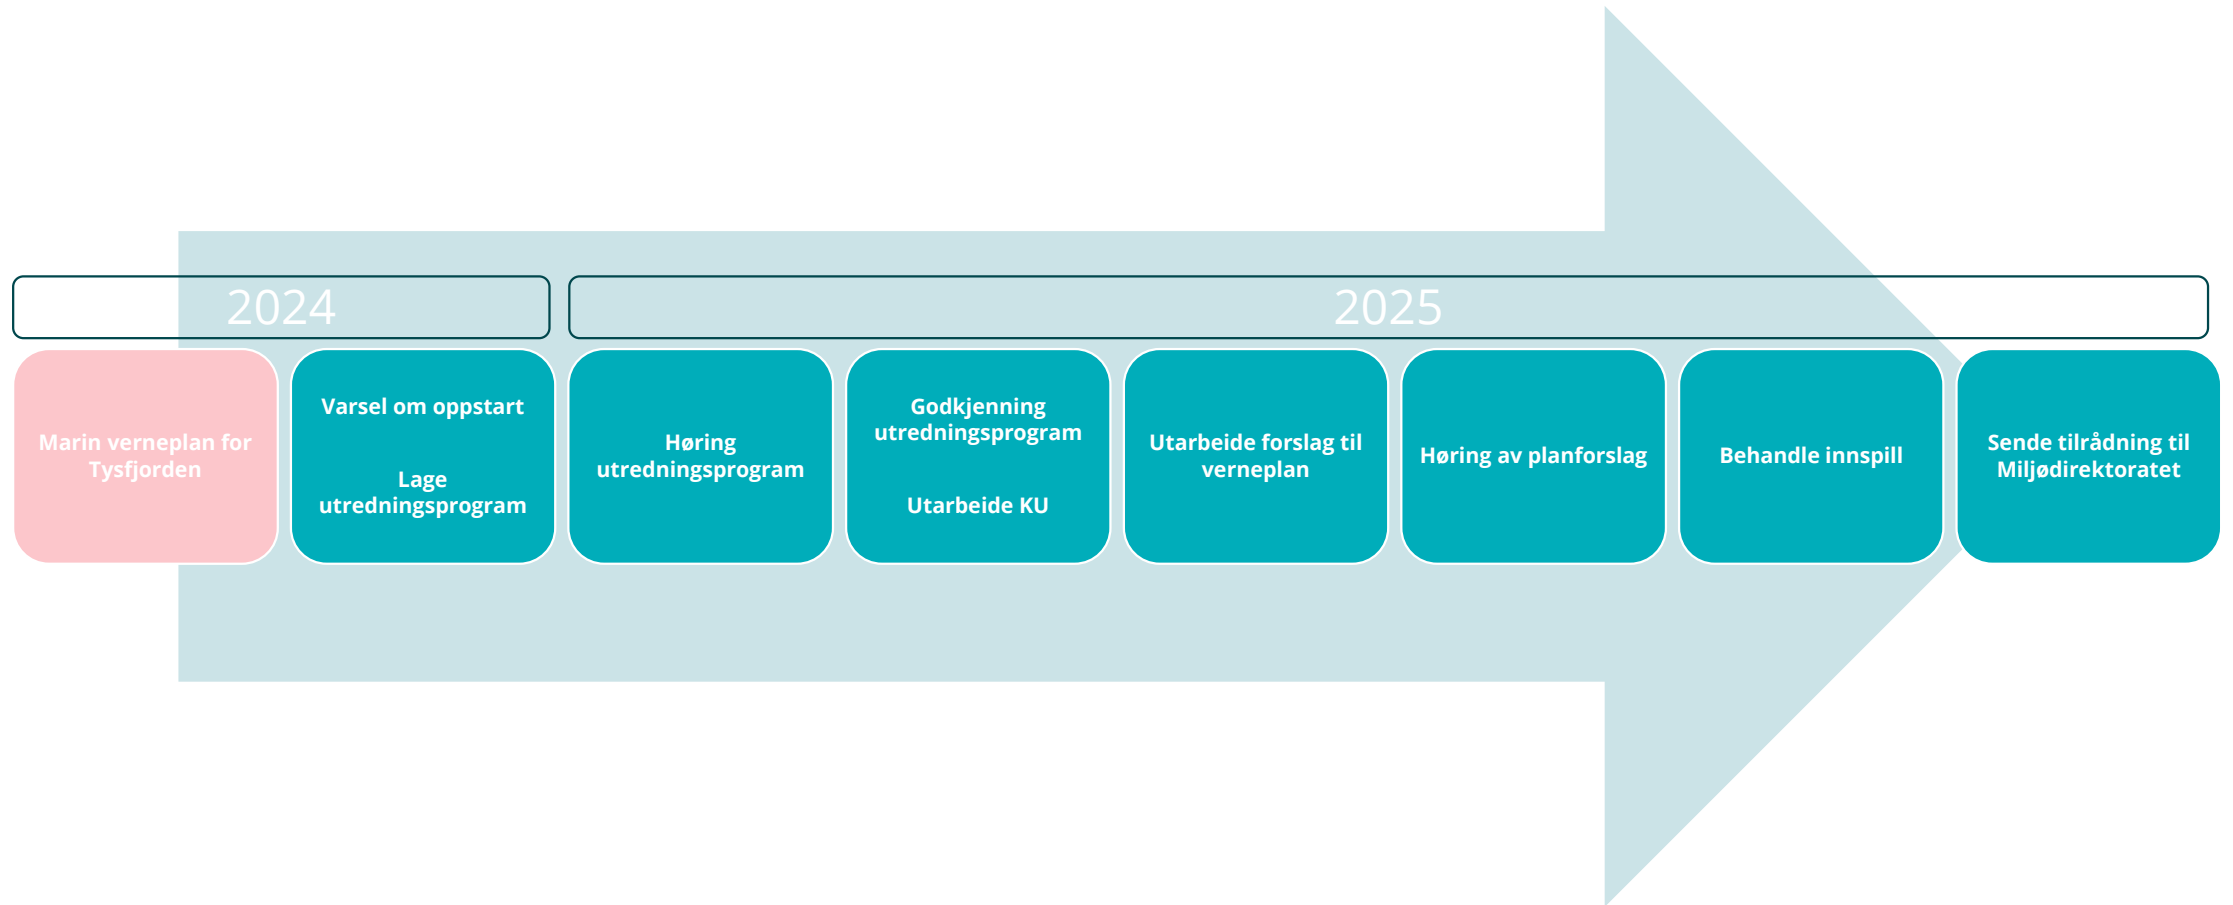 2024
2025
Marin verneplan for
Tysfjorden
Varsel om oppstart
Lage
utredningsprogram
Høring
utredningsprogram
Godkjenning
utredningsprogram
Utarbeide KU
Utarbeide forslag til
verneplan
Høring av planforslag
Behandle innspill
Sende tilrådning til
Miljødirektoratet